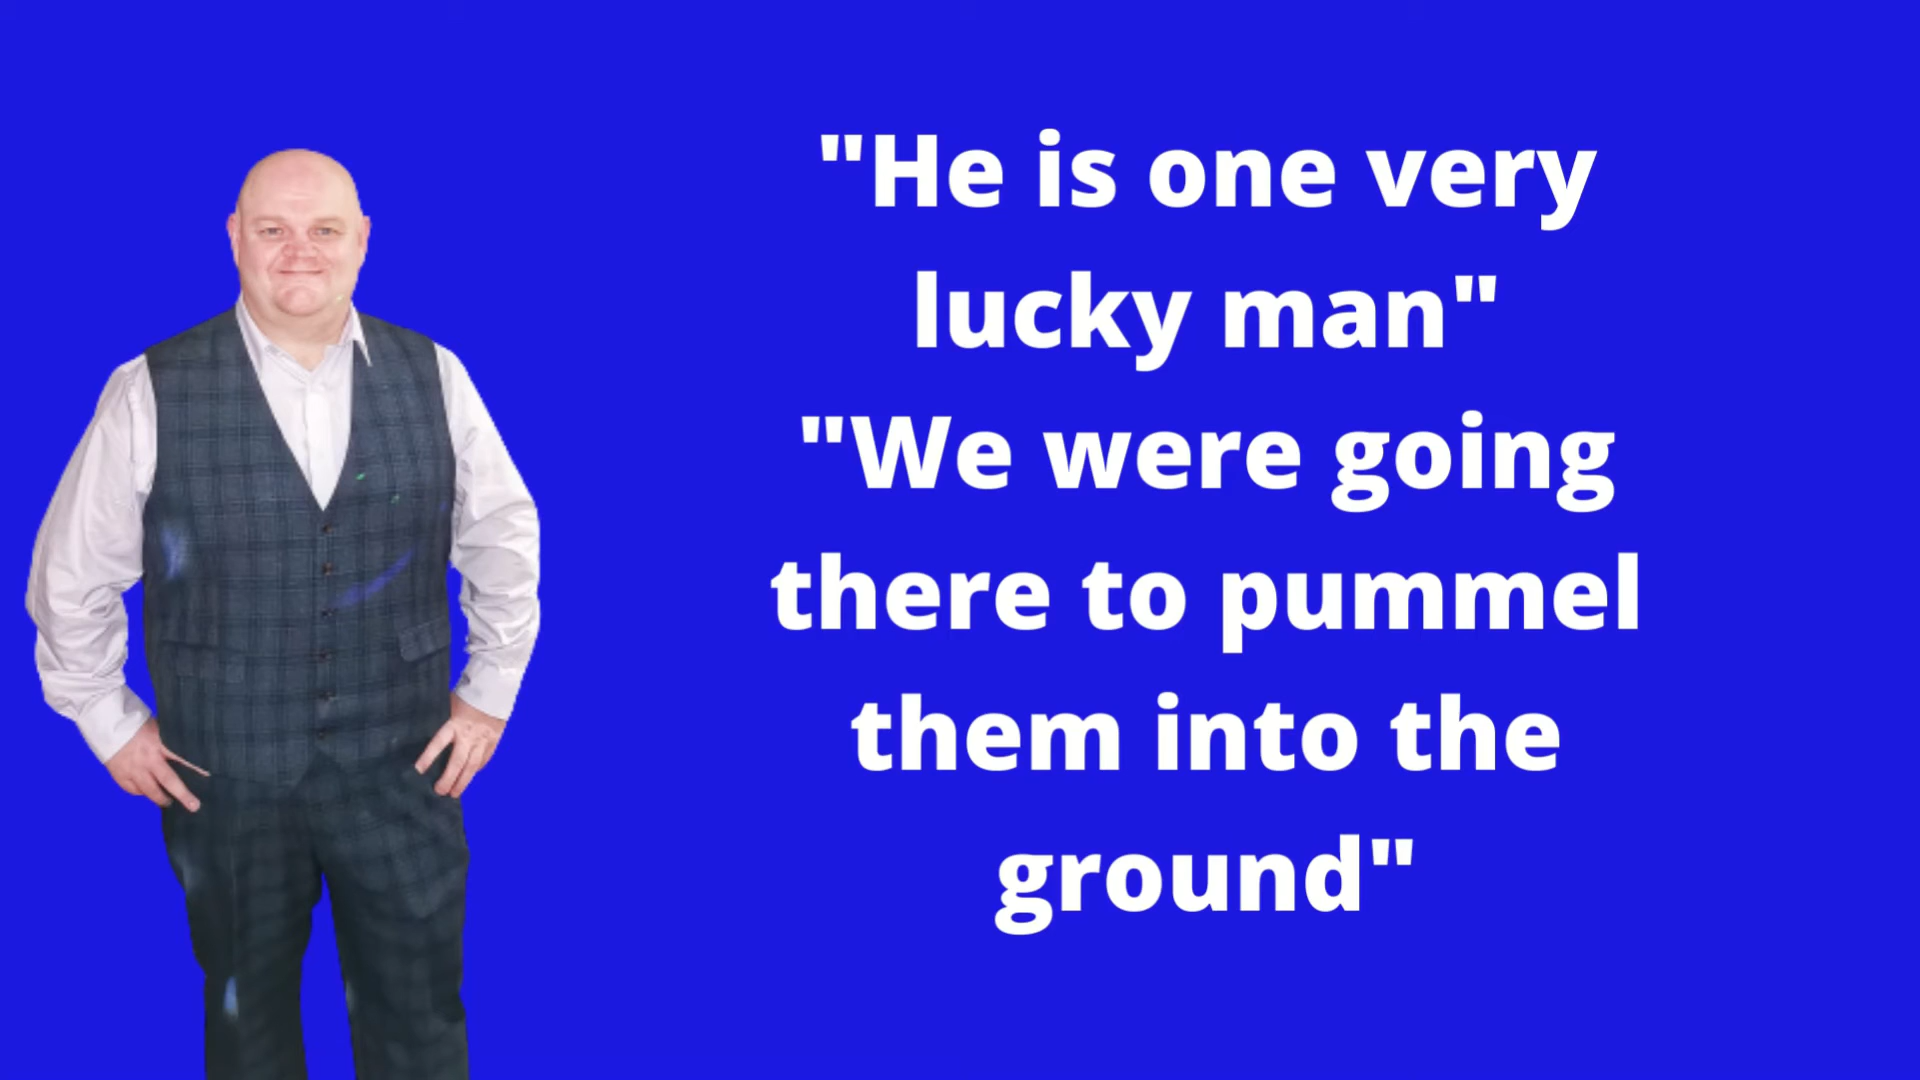 "He is one very
lucky man"
"We were going
there to pummel
them into the
ground"